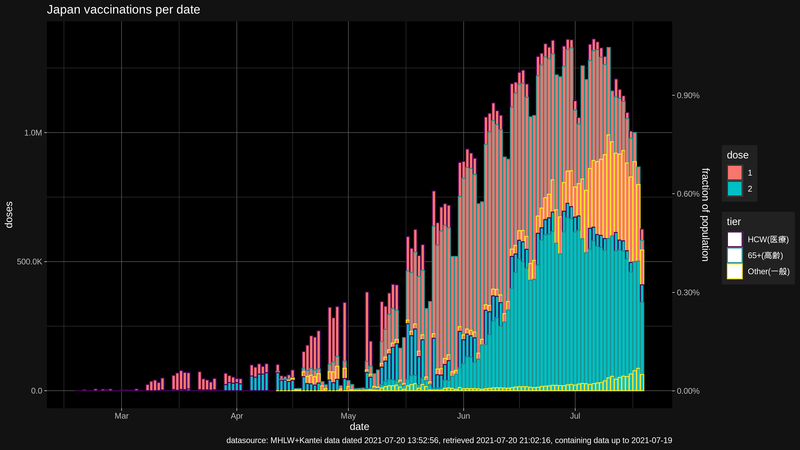 Japan vaccinations per date
doses
1.0M
500.0K
0.0
0.90%
0.60%
0.30%
0.00%
fraction of population
Mar
Apr
May
Jun
Jul
date
dose
1
2
tier
HCW(医療)
65+(高齢)
Other(一般)
datasource: MHLW+Kantei data dated 2021-07-20 13:52:56, retrieved 2021-07-20 21:02:16, containing data up to 2021-07-19